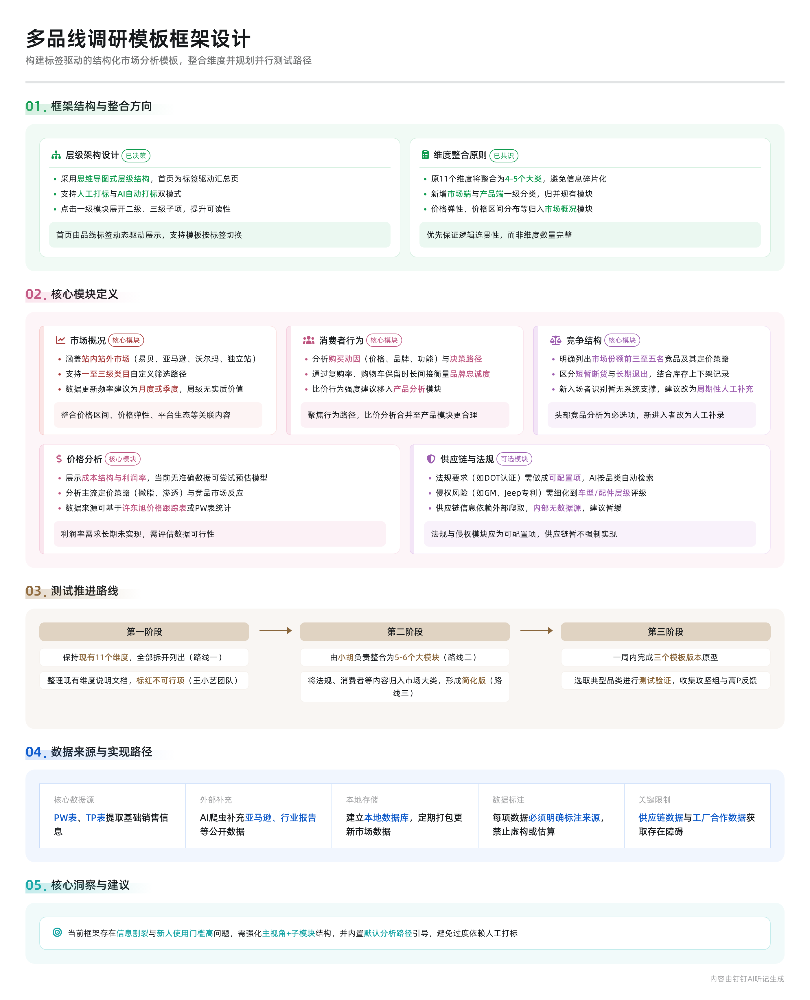 多品线调研模板框架设计
构建标签驱动的结构化市场分析模板，整合维度并规划并行测试路径
01. 框架结构与整合方向
层级架构设计 已决策
• 采用思维导图式层级结构，首页为标签驱动汇总页
• 支持人工打标与AI自动打标双模式
• 点击一级模块展开二级、三级子项，提升可读性
首页由品线标签动态驱动展示，支持模板按标签切换
维度整合原则 已共识
• 原11个维度将整合为4-5个大类，避免信息碎片化
• 新增市场端与产品端一级分类，归并现有模块
• 价格弹性、价格区间分布等归入市场概况模块
优先保证逻辑连贯性，而非维度数量完整
02. 核心模块定义
市场概况 核心模块
• 涵盖站内站外市场（易贝、亚马逊、沃尔玛、独立站）
• 支持一至三级类目自定义筛选路径
• 数据更新频率建议为月度或季度，周级无实质价值
整合价格区间、价格弹性、平台生态等关联内容
消费者行为 核心模块
• 分析购买动因（价格、品牌、功能）与决策路径
• 通过复购率、购物车保留时长间接衡量品牌忠诚度
• 比价行为强度建议移入产品分析模块
聚焦行为路径，比价分析合并至产品模块更合理
竞争结构 核心模块
• 明确列出市场份额前三至五名竞品及其定价策略
• 区分短暂断货与长期退出，结合库存上下架记录
• 新入场者识别暂无系统支撑，建议改为周期性人工补充
头部竞品分析为必选项，新进入者改为人工补录
价格分析 核心模块
• 展示成本结构与利润率，当前无准确数据可尝试预估模型
• 分析主流定价策略（撇脂、渗透）与竞品市场反应
• 数据来源可基于许东旭价格跟踪表或PW表统计
利润率需求长期未实现，需评估数据可行性
供应链与法规 可选模块
• 法规要求（如DOT认证）需做成可配置项，AI按品类自动检索
• 侵权风险（如GM、Jeep专利）需细化到车型/配件层级评级
• 供应链信息依赖外部爬取，内部无数据源，建议暂缓
法规与侵权模块应为可配置项，供应链暂不强制实现
03. 测试推进路线
第一阶段
保持现有11个维度，全部拆开列出（路线一）
整理现有维度说明文档，标红不可行项（王小艺团队）
第二阶段
由小胡负责整合为5-6个大模块（路线二）
将法规、消费者等内容归入市场大类，形成简化版（路
线三）
第三阶段
一周内完成三个模板版本原型
选取典型品类进行测试验证，收集攻坚组与高P反馈
04. 数据来源与实现路径
核心数据源
PW表、TP表提取基础销售信
息
外部补充
AI爬虫补充亚马逊、行业报告
等公开数据
本地存储
建立本地数据库，定期打包更
新市场数据
数据标注
每项数据必须明确标注来源，
禁止虚构或估算
关键限制
供应链数据与工厂合作数据获
取存在障碍
05. 核心洞察与建议
当前框架存在信息割裂与新人使用门槛高问题，需强化主视角+子模块结构，并内置默认分析路径引导，避免过度依赖人工打标
内容由钉钉AI听记生成